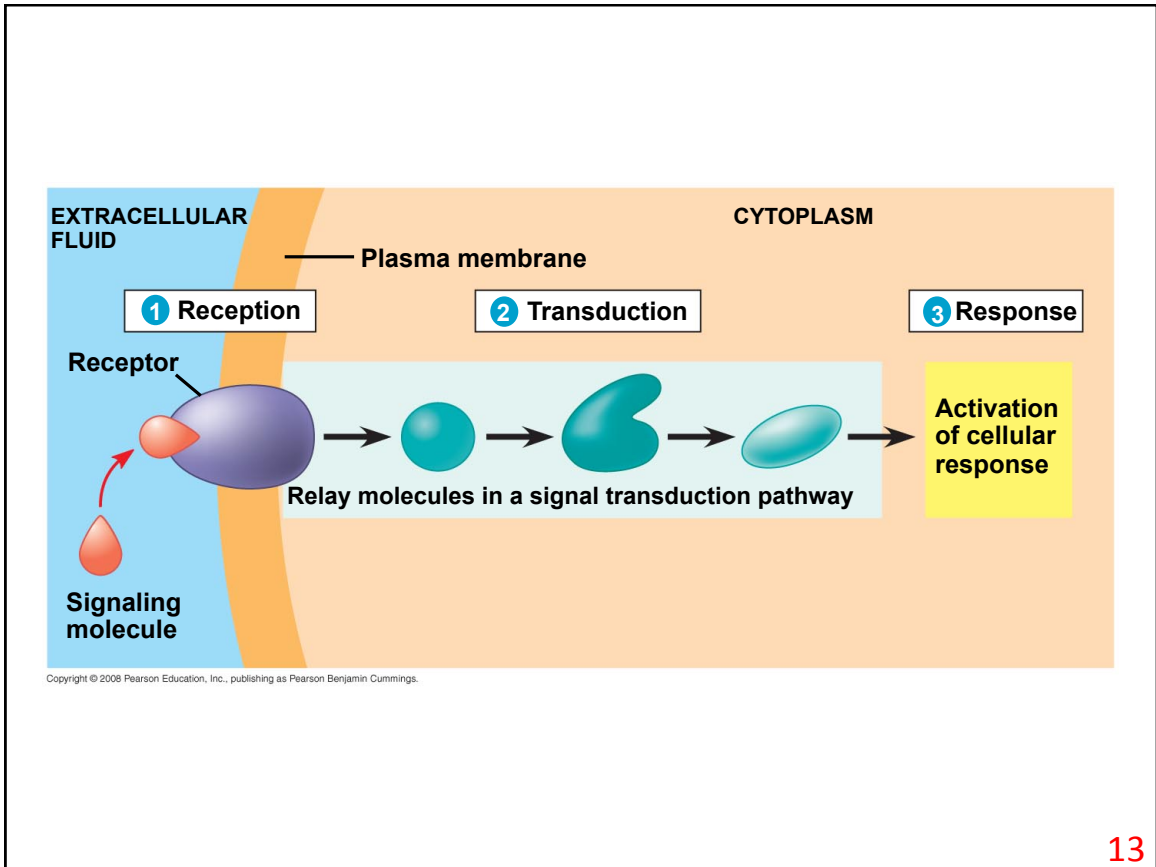 EXTRACELLULAR
FLUID
CYTOPLASM
Plasma membrane
1 Reception
2 Transduction
3 Response
Receptor
Activation
of cellular
response
Relay molecules in a signal transduction pathway
Signaling
molecule
Copyright © 2008 Pearson Education, Inc., publishing as Pearson Benjamin Cummings.
13